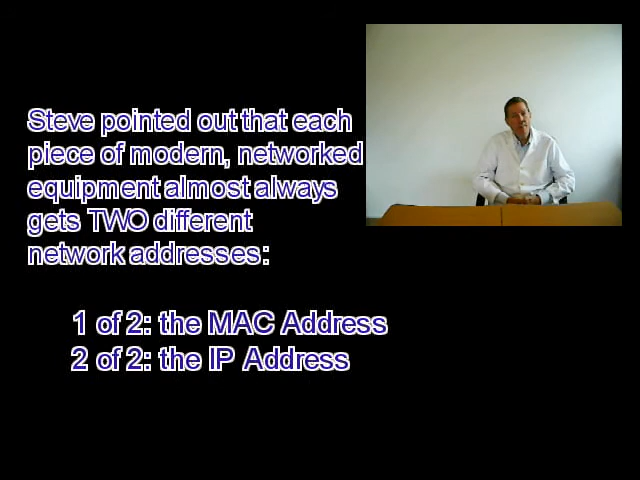 Steve pointed out that each
piece of modern, networked
equipment almost always
gets TWO different
network addresses:
1 of 2: the MAC Address
2 of 2: the IP Address